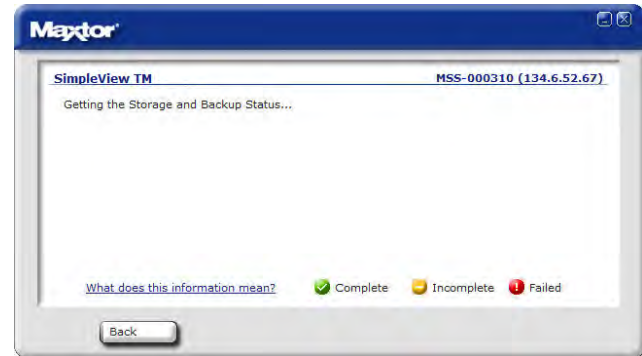 Maxtor
SimpleView TM MSS-000310 (134.6.52.67)
Getting the Storage and Backup Status...
What does this information mean? Complete Incomplete Failed
Back